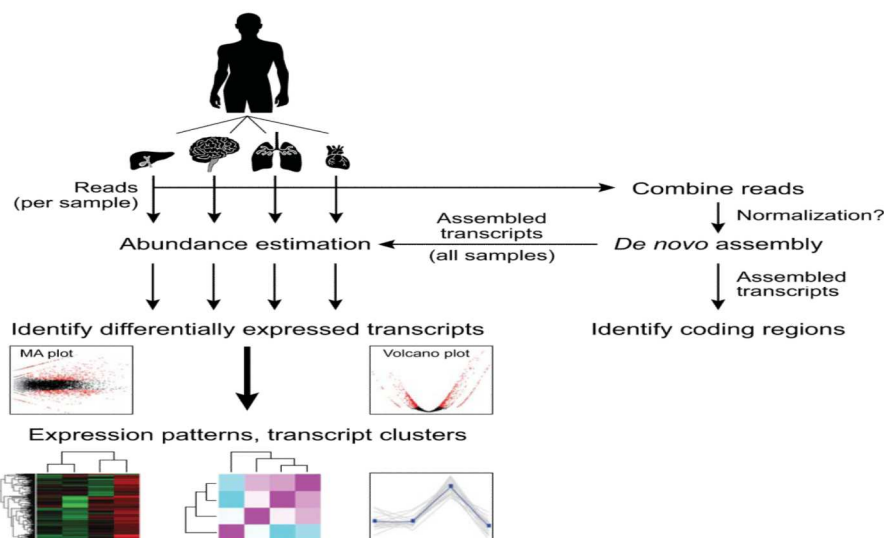 Reads
(per sample)
Combine reads
Normalization?
Assembled
transcripts
(all samples)
Abundance estimation
De novo assembly
Assembled
transcripts
Identify differentially expressed transcripts
Identify coding regions
MA plot
Volcano plot
Expression patterns, transcript clusters